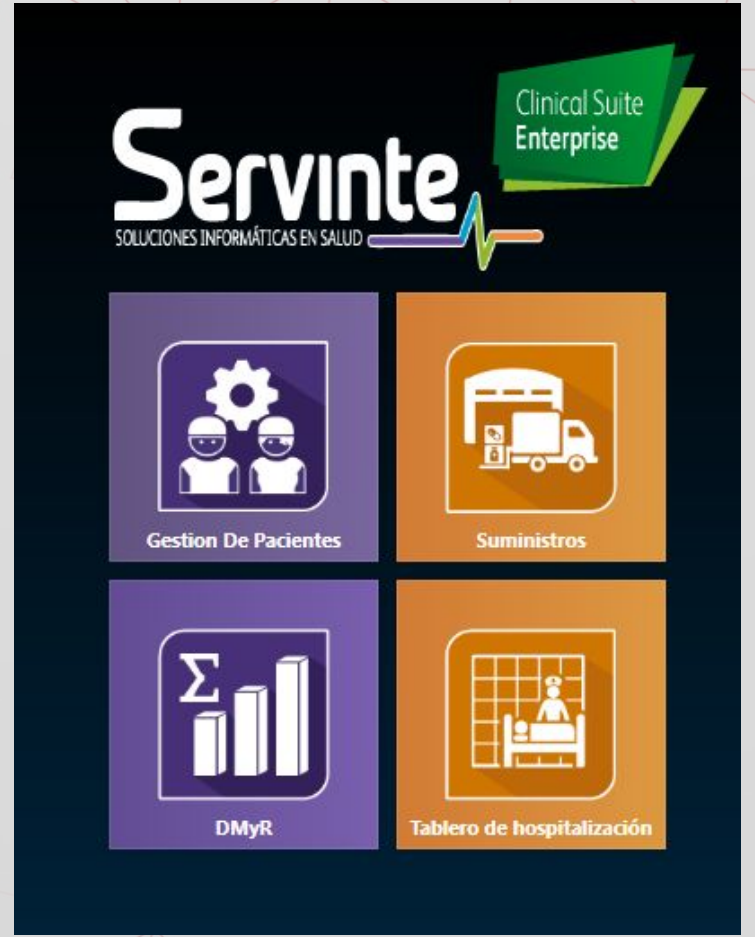 Clinical Suite
Enterprise
Servinte
SOLUCIONES INFORMÁTICAS EN SALUD
Gestion De Pacientes
Suministros
Σ
DMyR
Tablero de hospitalización